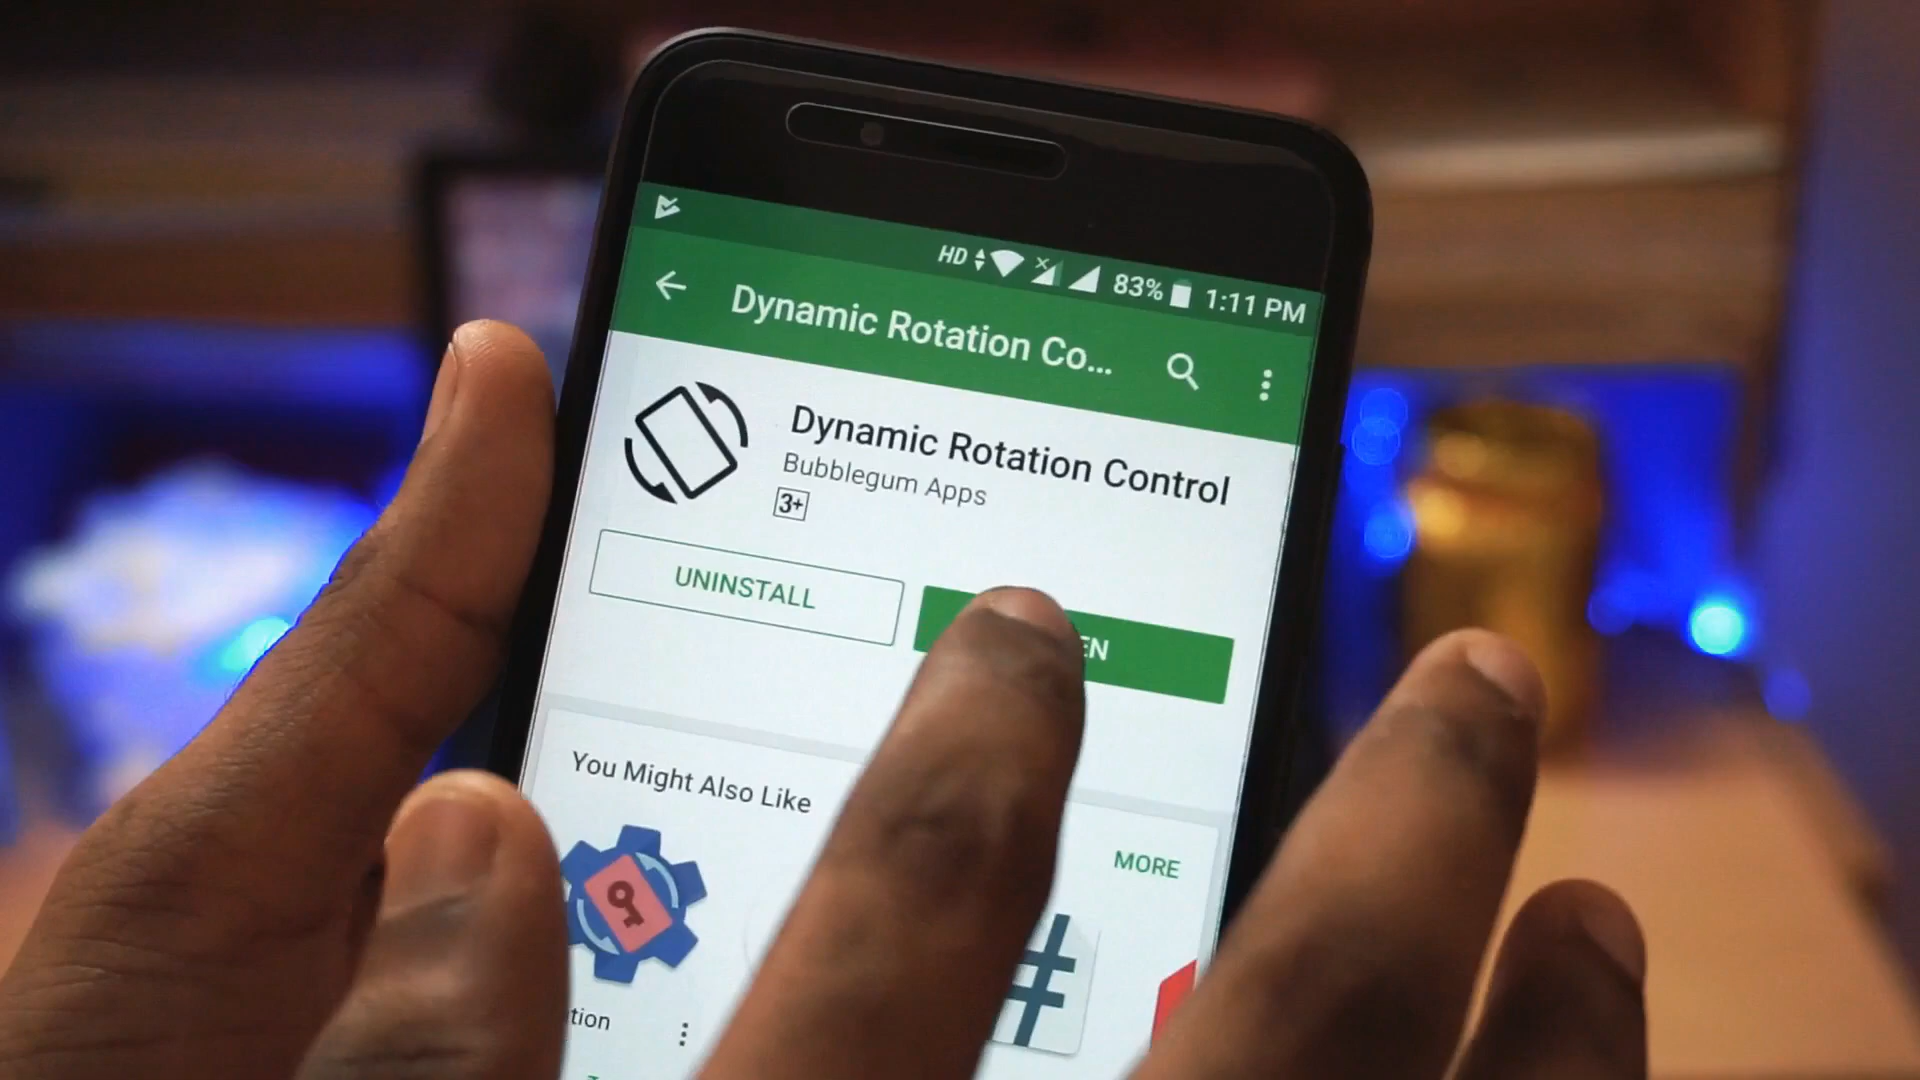 HD 83% 1:11 PM
Dynamic Rotation Co...
Dynamic Rotation Control
Bubblegum Apps
3+
UNINSTALL
EN
You Might Also Like
MORE
#
tion